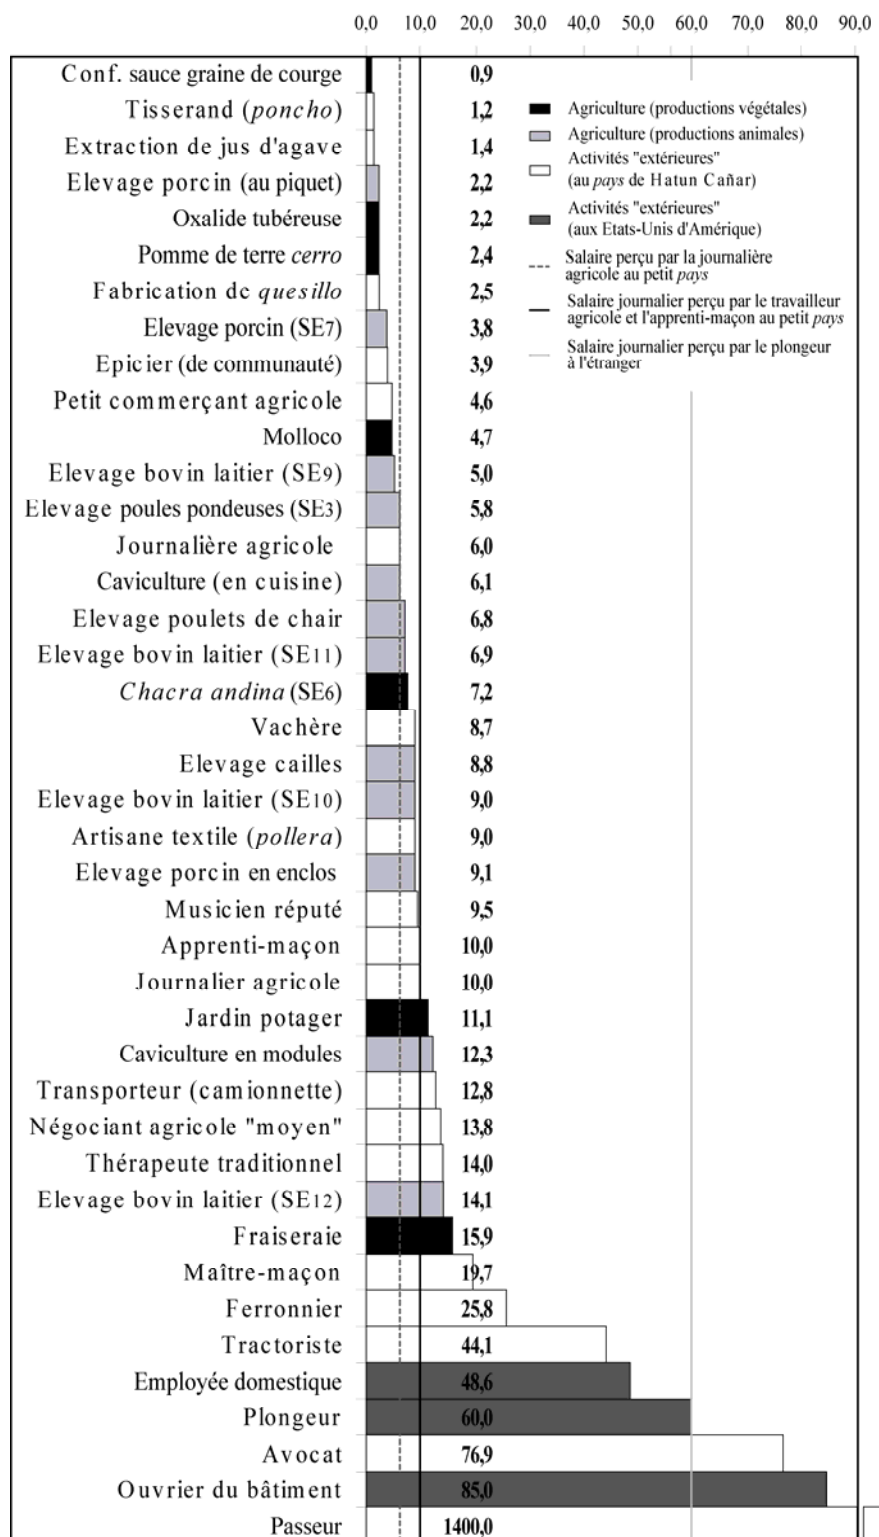 0,0 10,0 20,0 30,0 40,0 50,0 60,0 70,0 80,0 90,0
Conf. sauce graine de courge 0,9
Tisserand (poncho) 1,2
Extraction de jus d'agave 1,4
Elevage porcin (au piquet) 2,2
Oxalide tubéreuse 2,2
Pomme de terre cerro 2,4
Fabrication de quesillo 2,5
Elevage porcin (SE7) 3,8
Epicier (de communauté) 3,9
Petit commerçant agricole 4,6
Molloco 4,7
Elevage bovin laitier (SE9) 5,0
Elevage poules pondeuses (SE3) 5,8
Journalière agricole 6,0
Caviculture (en cuisine) 6,1
Elevage poulets de chair 6,8
Elevage bovin laitier (SE11) 6,9
Chacra andina (SE6) 7,2
Vachère 8,7
Elevage cailles 8,8
Elevage bovin laitier (SE10) 9,0
Artisane textile (pollera) 9,0
Elevage porcin en enclos 9,1
Musicien réputé 9,5
Apprenti-maçon 10,0
Journalier agricole 10,0
Jardin potager 11,1
Caviculture en modules 12,3
Transporteur (camionnette) 12,8
Négociant agricole "moyen" 13,8
Thérapeute traditionnel 14,0
Elevage bovin laitier (SE12) 14,1
Fraiseraie 15,9
Maître-maçon 19,7
Ferronnier 25,8
Tractoriste 44,1
Employée domestique 48,6
Plongeur 60,0
Avocat 76,9
Ouvrier du bâtiment 85,0
Passeur 1400,0
Agriculture (productions végétales)
Agriculture (productions animales)
Activités "extérieures"
(au pays de Hatun Cañar)
Activités "extérieures"
(aux Etats-Unis d'Amérique)
Salaire perçu par la journalière
agricole au petit pays
Salaire journalier perçu par le travailleur
agricole et l'apprenti-maçon au petit pays
Salaire journalier perçu par le plongeur
à l'étranger